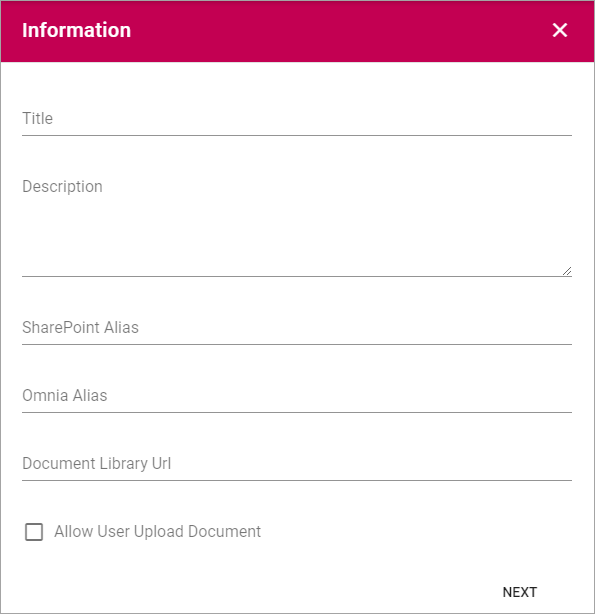 Information
Title
Description
SharePoint Alias
Omnia Alias
Document Library Url
Allow User Upload Document
NEXT